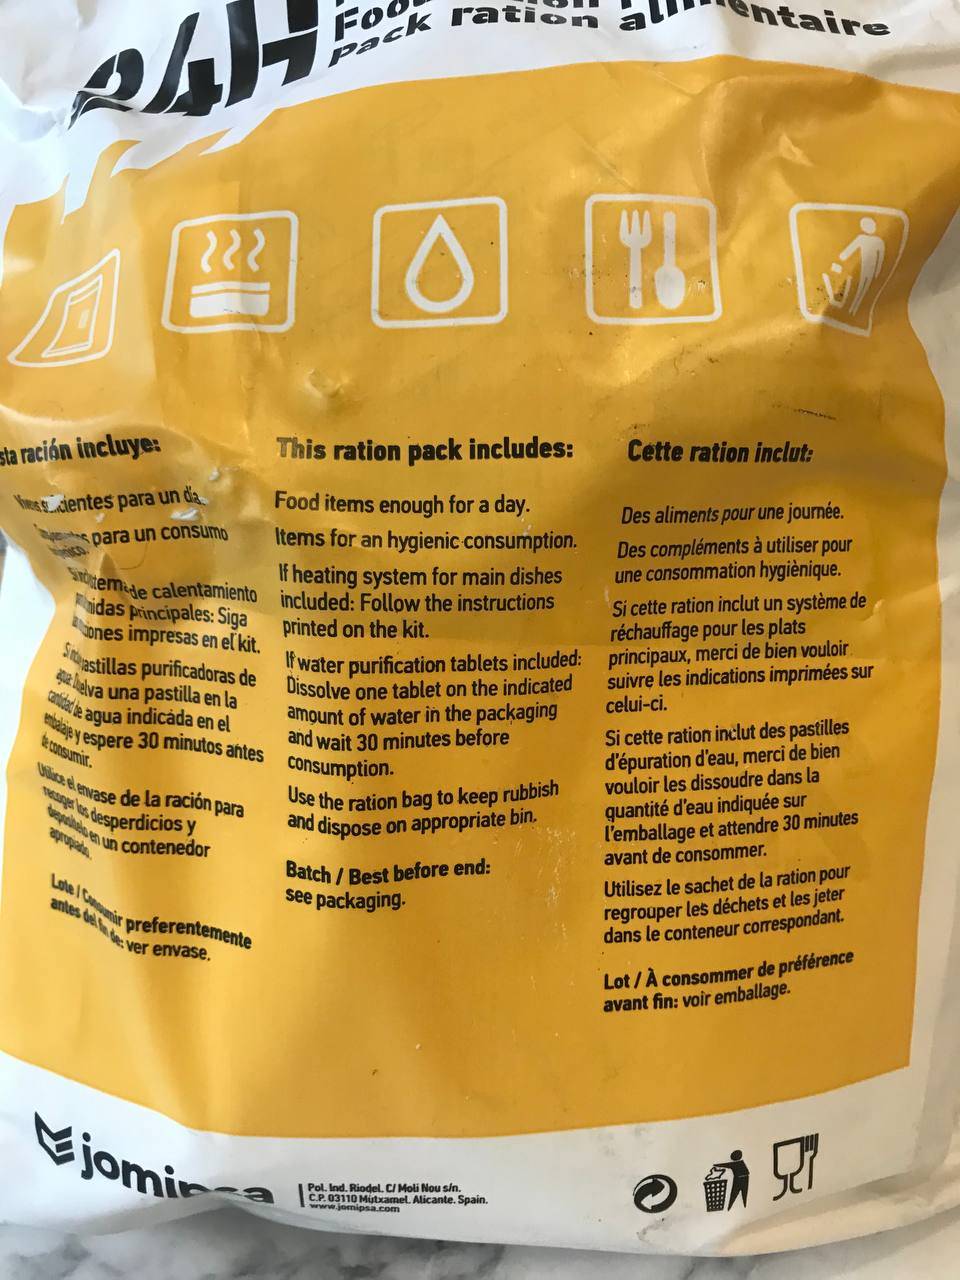 24H
Pack ration alimentaire
ración incluye:
para un día.
para un consumo
de calentamiento
principales: Siga
impresas en el kit.
pastillas purificadoras de
una pastilla en la
cantidad de agua indicada en el
embalaje y espere 30 minutos antes
de consumir.
Utilice el envase de la ración para
recoger los desperdicios y
deposítelo en un contenedor
apropiado.
Lote / Consumir preferentemente
antes del fin de: ver envase.
This ration pack includes:
Food items enough for a day.
Items for an hygienic consumption.
If heating system for main dishes
included: Follow the instructions
printed on the kit.
If water purification tablets included:
Dissolve one tablet on the indicated
amount of water in the packaging
and wait 30 minutes before
consumption.
Use the ration bag to keep rubbish
and dispose on appropriate bin.
Batch / Best before end:
see packaging.
Cette ration inclut:
Des aliments pour une journée.
Des compléments à utiliser pour
une consommation hygiènique.
Si cette ration inclut un système de
réchauffage pour les plats
principaux, merci de bien vouloir
suivre les indications imprimées sur
celui-ci.
Si cette ration inclut des pastilles
d'épuration d'eau, merci de bien
vouloir les dissoudre dans la
quantité d'eau indiquée sur
l'emballage et attendre 30 minutes
avant de consommer.
Utilisez le sachet de la ration pour
regrouper les déchets et les jeter
dans le conteneur correspondant.
Lot / À consommer de préférence
avant fin: voir emballage.
jomipsa
Pol. Ind. Riodel. C/ Moli Nou s/n.
C.P. 03110 Mutxamel. Alicante. Spain.
www.jomipsa.com